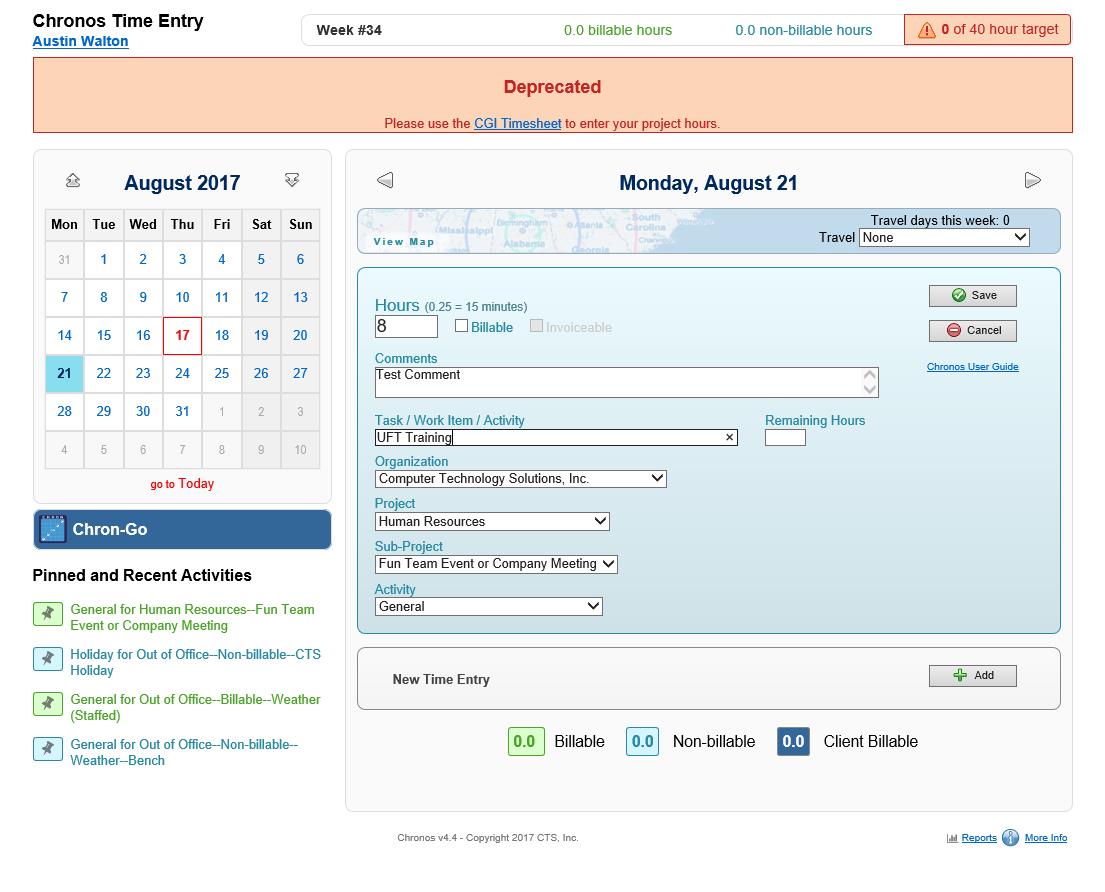 Chronos Time Entry
Austin Walton
Week #34
0.0 billable hours
0.0 non-billable hours
0 of 40 hour target
Deprecated
Please use the CGI Timesheet to enter your project hours.
August 2017
Mon Tue Wed Thu Fri Sat Sun
31 1 2 3 4 5 6
7 8 9 10 11 12 13
14 15 16 17 18 19 20
21 22 23 24 25 26 27
28 29 30 31 1 2 3
4 5 6 7 8 9 10
go to Today
Chron-Go
Pinned and Recent Activities
General for Human Resources--Fun Team
Event or Company Meeting
Holiday for Out of Office--Non-billable--CTS
Holiday
General for Out of Office--Billable--Weather
(Staffed)
General for Out of Office--Non-billable--
Weather--Bench
Monday, August 21
Mississippi
Birmingham
Alabama
Atlanta
South
Carolina
View Map
Travel days this week: 0
Travel None
Hours (0.25 = 15 minutes)
8
Billable
Invoiceable
Save
Cancel
Chronos User Guide
Comments
Test Comment
Task / Work Item / Activity
UFT Training
×
Remaining Hours
Organization
Computer Technology Solutions, Inc.
Project
Human Resources
Sub-Project
Fun Team Event or Company Meeting
Activity
General
New Time Entry
Add
0.0 Billable
0.0 Non-billable
0.0 Client Billable
Chronos v4.4 - Copyright 2017 CTS, Inc.
Reports
More Info